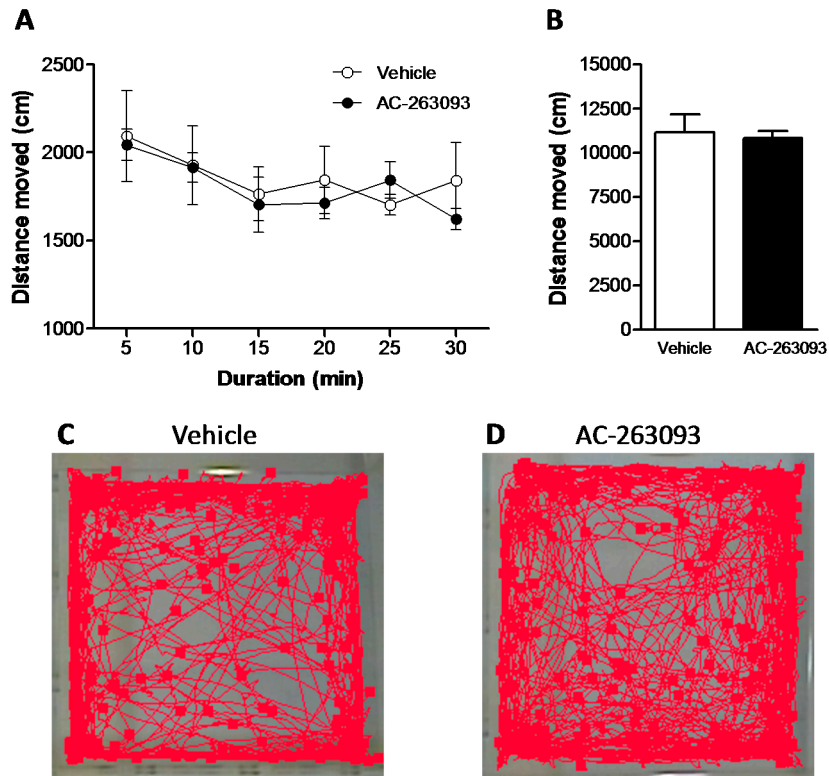 A
Distance moved (cm)
2500
2000
1500
1000
5 10 15 20 25 30
Duration (min)
Vehicle
AC-263093
B
Distance moved (cm)
15000
12500
10000
7500
5000
2500
0
Vehicle AC-263093
C Vehicle
D AC-263093